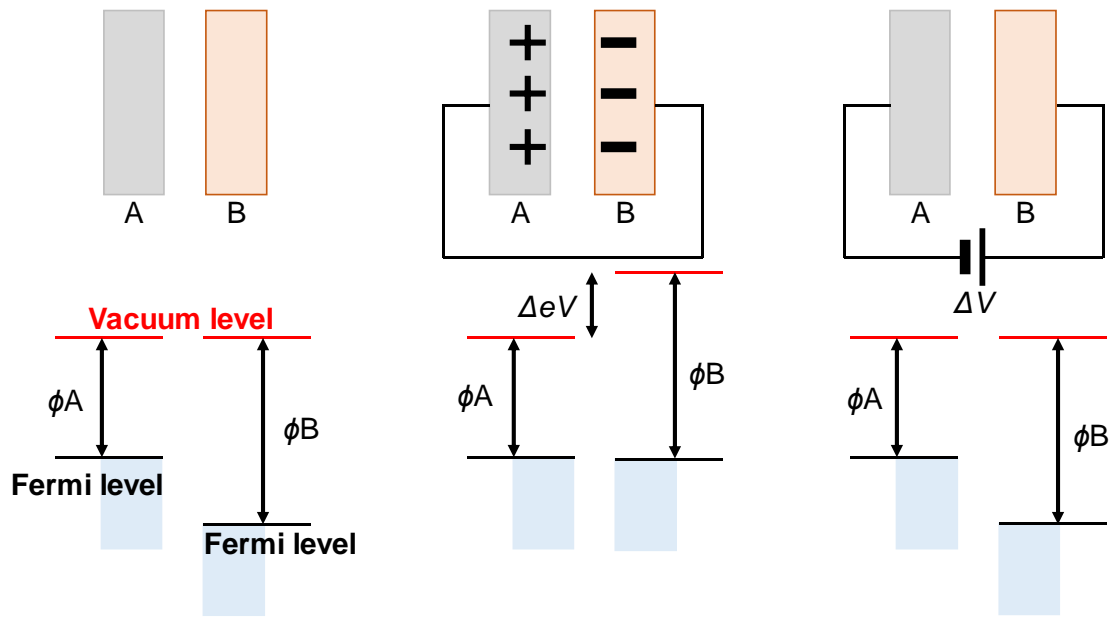 A
B
+
+
+
A
B
A
B
ΔV
Vacuum level
ϕA
ϕB
Fermi level
Fermi level
ΔeV
ϕA
ϕB
ϕA
ϕB